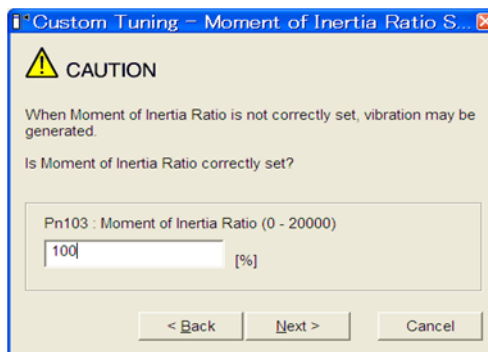 Custom Tuning - Moment of Inertia Ratio S...
CAUTION
When Moment of Inertia Ratio is not correctly set, vibration may be
generated.
Is Moment of Inertia Ratio correctly set?
Pn103 : Moment of Inertia Ratio (0 - 20000)
100
[%]
< Back
Next >
Cancel